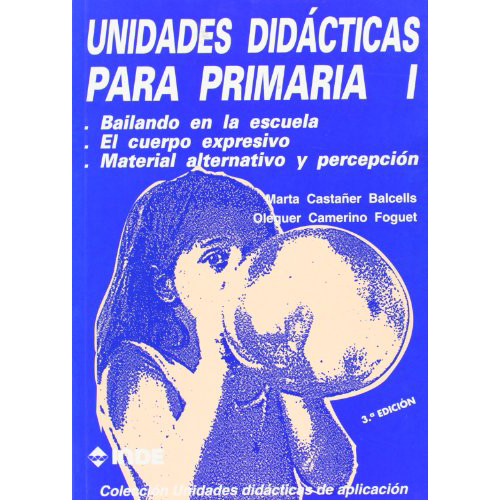 UNIDADES DIDÁCTICAS
PARA PRIMARIA I
. Bailando en la escuela
. El cuerpo expresivo
. Material alternativo y percepción
Marta Castañer Balcells
Oleguer Camerino Foguet
3.ª EDICIÓN
INDE
Colección Unidades didácticas de aplicación